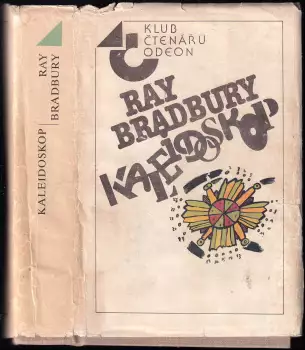 KALEIDOSKOP
RAY
BRADBURY
KLUB
ČTENÁŘŮ
ODEON
RAY
BRADBURY
KALEIDOSKOP